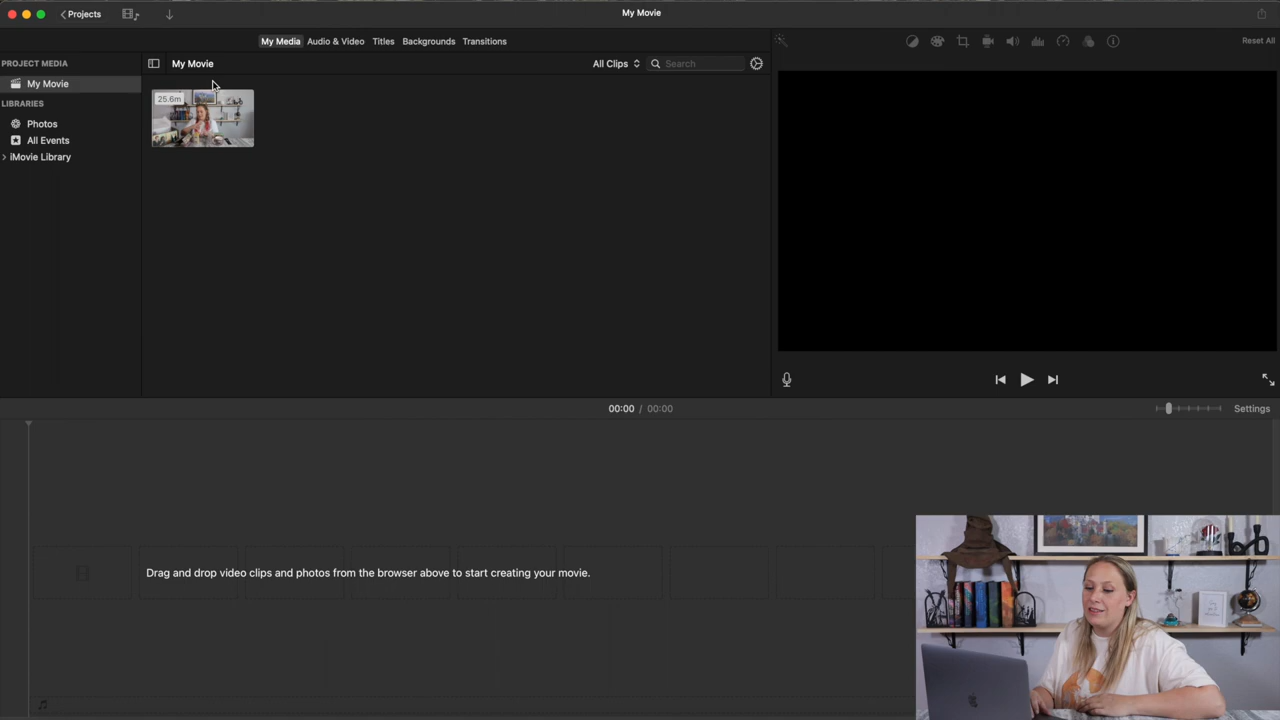 Projects
My Movie
My Media
Audio & Video
Titles
Backgrounds
Transitions
Reset All
PROJECT MEDIA
My Movie
All Clips
Search
My Movie
25.6m
LIBRARIES
Photos
All Events
iMovie Library
00:00 / 00:00
Settings
Drag and drop video clips and photos from the browser above to start creating your movie.